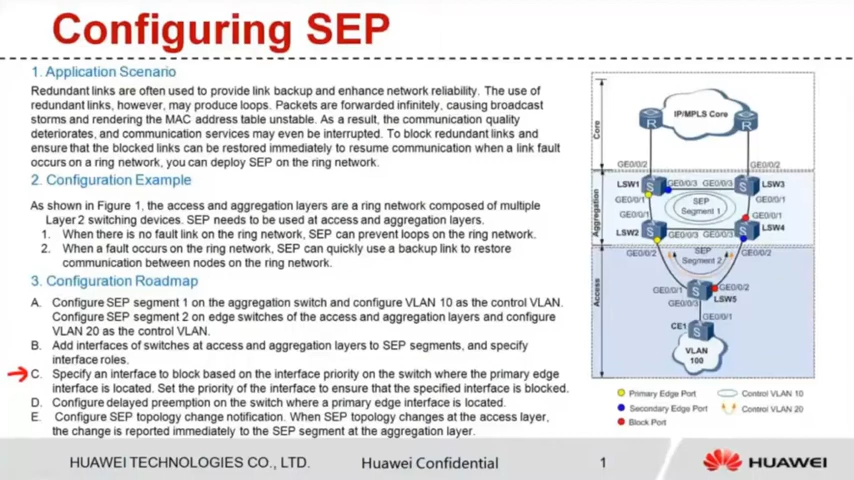 Configuring SEP
1. Application Scenario
Redundant links are often used to provide link backup and enhance network reliability. The use of
redundant links, however, may produce loops. Packets are forwarded infinitely, causing broadcast
storms and rendering the MAC address table unstable. As a result, the communication quality
deteriorates, and communication services may even be interrupted. To block redundant links and
ensure that the blocked links can be restored immediately to resume communication when a link fault
occurs on a ring network, you can deploy SEP on the ring network.
2. Configuration Example
As shown in Figure 1, the access and aggregation layers are a ring network composed of multiple
Layer 2 switching devices. SEP needs to be used at access and aggregation layers.
1. When there is no fault link on the ring network, SEP can prevent loops on the ring network.
2. When a fault occurs on the ring network, SEP can quickly use a backup link to restore
communication between nodes on the ring network.
3. Configuration Roadmap
A. Configure SEP segment 1 on the aggregation switch and configure VLAN 10 as the control VLAN.
Configure SEP segment 2 on edge switches of the access and aggregation layers and configure
VLAN 20 as the control VLAN.
B. Add interfaces of switches at access and aggregation layers to SEP segments, and specify
interface roles.
C. Specify an interface to block based on the interface priority on the switch where the primary edge
interface is located. Set the priority of the interface to ensure that the specified interface is blocked.
D. Configure delayed preemption on the switch where a primary edge interface is located.
E. Configure SEP topology change notification. When SEP topology changes at the access layer,
the change is reported immediately to the SEP segment at the aggregation layer.
Core
IP/MPLS Core
R
R
GE0/0/2 GE0/0/2
Aggregation
LSW1 S GE0/0/3 GE0/0/3 S LSW3
GE0/0/1 GE0/0/1
SEP
Segment 1
GE0/0/1 GE0/0/1
LSW2 S GE0/0/3 GE0/0/3 S LSW4
Access
GE0/0/2 SEP GE0/0/2
Segment 2
GE0/0/1 S GE0/0/2
GE0/0/3 LSW5
GE0/0/1
CE1 S
VLAN
100
Primary Edge Port Control VLAN 10
Secondary Edge Port Control VLAN 20
Block Port
HUAWEI TECHNOLOGIES CO., LTD. Huawei Confidential 1 HUAWEI